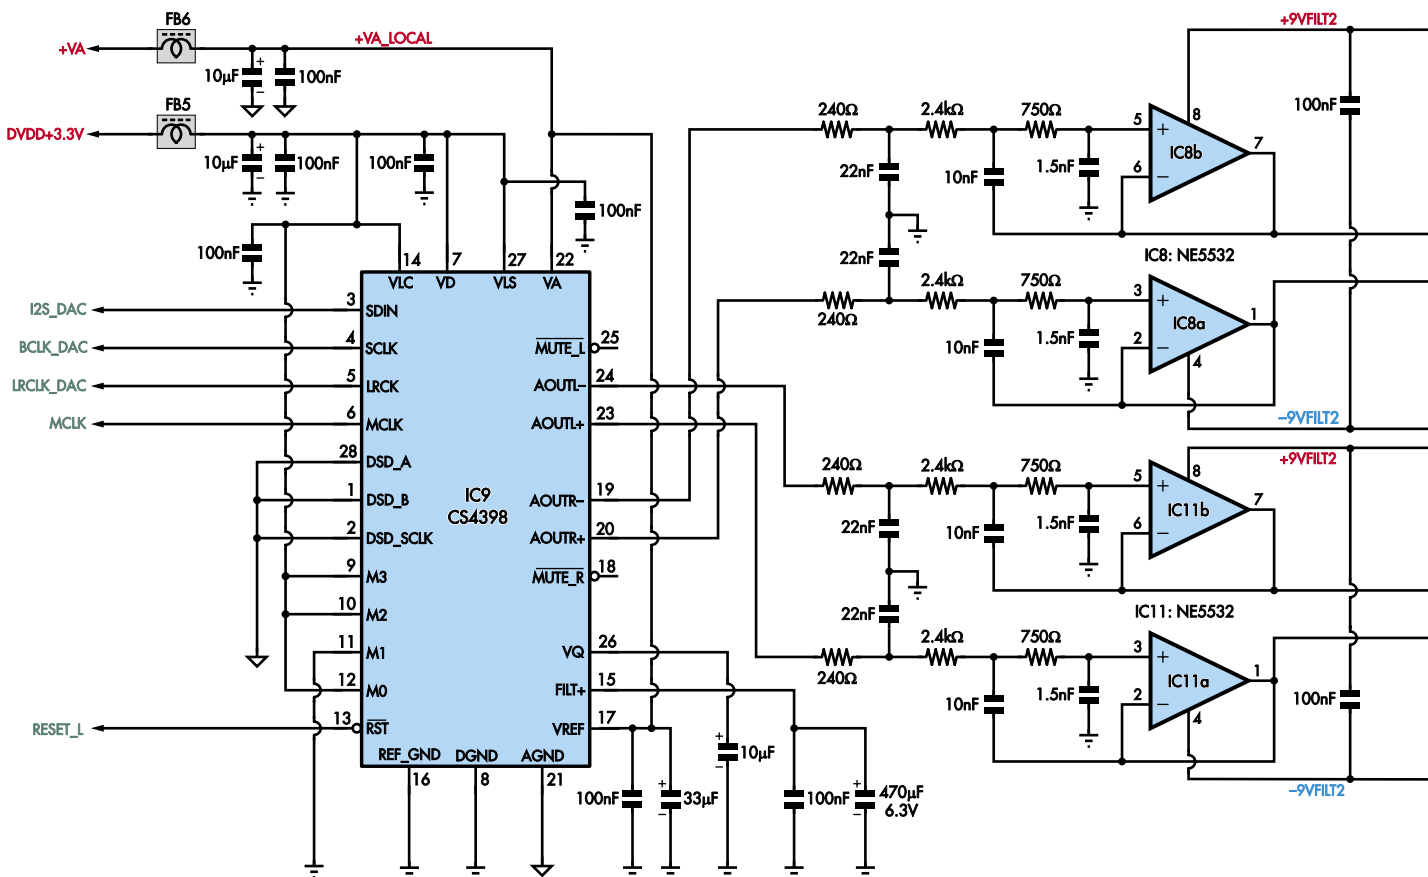 FB6
+9VFILT2
+VA
+VA_LOCAL
10µF
+
–
100nF
FB5
100nF
DVDD+3.3V
240Ω
2.4kΩ
750Ω
5
+
8
IC8b
7
10µF
+
–
100nF
100nF
22nF
10nF
1.5nF
6
–
100nF
100nF
22nF
IC8: NE5532
14
7
27
22
VLC
VD
VLS
VA
2.4kΩ
750Ω
I2S_DAC
3
SDIN
240Ω
3
+
IC8a
1
BCLK_DAC
4
SCLK
MUTE_L
25
10nF
1.5nF
2
–
4
LRCLK_DAC
5
LRCK
AOUTL–
24
MCLK
6
MCLK
AOUTL+
23
–9VFILT2
28
DSD_A
+9VFILT2
240Ω
2.4kΩ
750Ω
5
+
8
1
DSD_B
IC9
CS4398
AOUTR–
19
IC11b
7
2
DSD_SCLK
AOUTR+
20
22nF
10nF
1.5nF
6
–
9
M3
MUTE_R
18
10
M2
22nF
IC11: NE5532
11
M1
VQ
26
2.4kΩ
750Ω
3
+
240Ω
12
M0
FILT+
15
IC11a
1
10nF
1.5nF
2
–
4
100nF
RESET_L
13
RST
VREF
17
REF_GND
DGND
AGND
16
8
21
+
10µF
–
100nF
+
33µF
–
100nF
+
470µF
6.3V
–
–9VFILT2